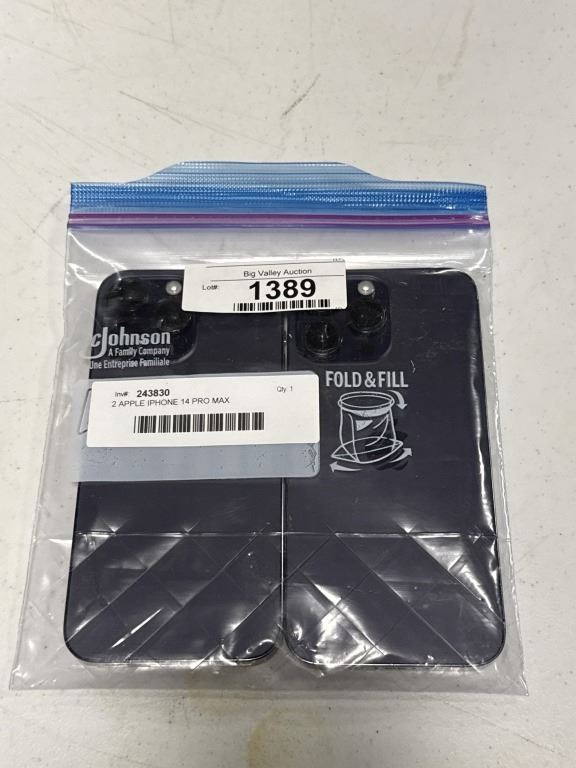 Big Valley Auction
Lot#: 1389
Johnson
A Family Company
Une Entreprise Familiale
FOLD & FILL
Inv#: 243830 Qty. 1
2 APPLE IPHONE 14 PRO MAX